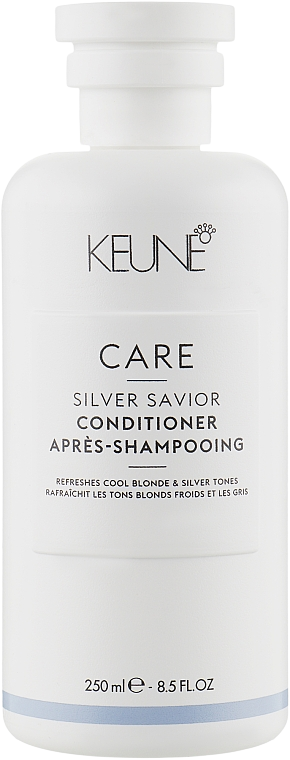 KEUNE
CARE
SILVER SAVIOR
CONDITIONER
APRÈS-SHAMPOOING
REFRESHES COOL BLONDE & SILVER TONES
RAFRAÎCHIT LES TONS BLONDS FROIDS ET LES GRIS
250 ml ℮ - 8.5 FL.OZ